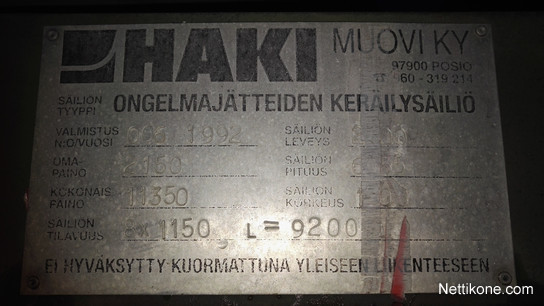 HAKI MUOVI KY
97900 POSIO
960-319 214
SÄILIÖN TYYPPI ONGELMAJÄTTEIDEN KERÄILYSÄILIÖ
VALMISTUS N:O/VUOSI 1992 SÄILIÖN LEVEYS
OMA-PAINO SÄILIÖN PITUUS
KOKONAIS PAINO 11350 SÄILIÖN KORKEUS
SÄILIÖN TILAVUUS 1150 L = 9200
EI HYVÄKSYTTY KUORMATTUNA YLEISEEN LIIKENTEESEEN
Nettikone.com